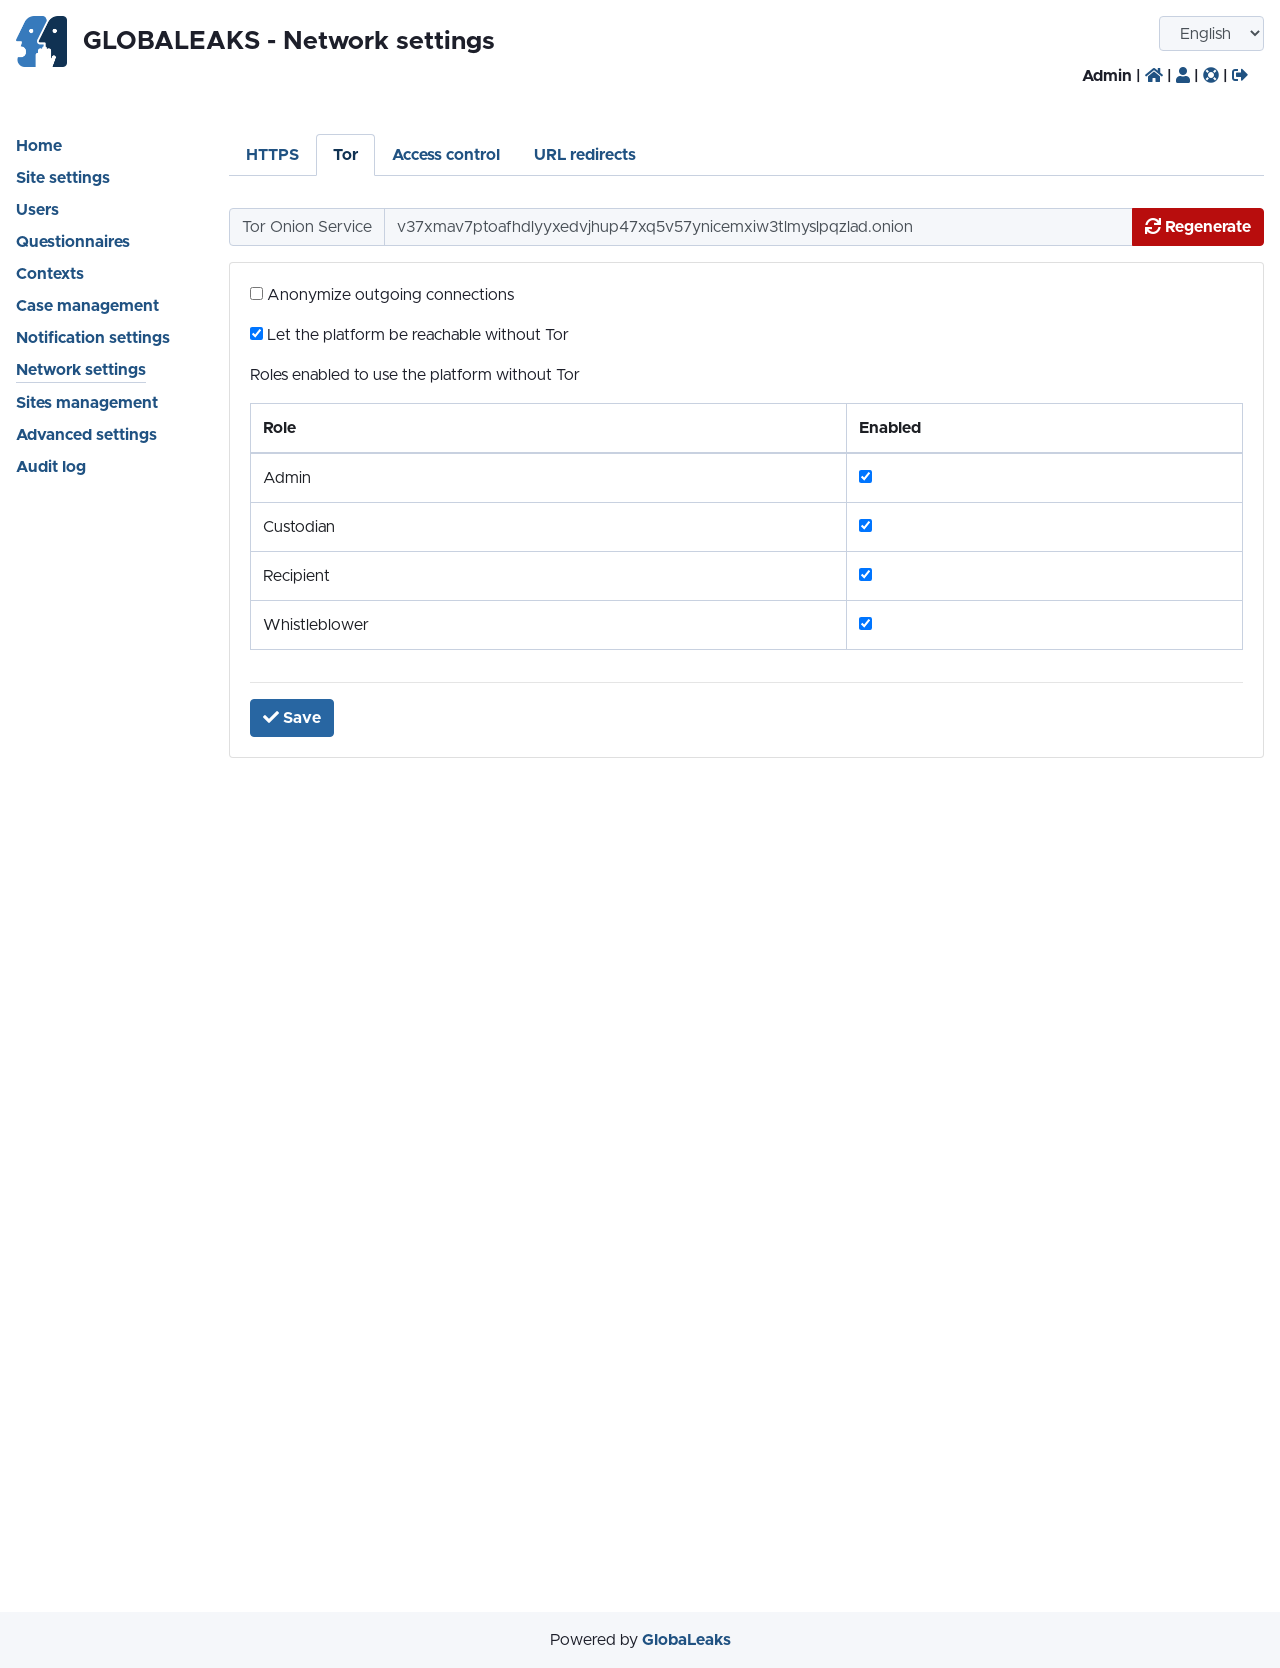 GLOBALEAKS - Network settings
English
Admin | | | |
Home
Site settings
Users
Questionnaires
Contexts
Case management
Notification settings
Network settings
Sites management
Advanced settings
Audit log
HTTPS Tor Access control URL redirects
Tor Onion Service v37xmav7ptoafhdlyyxedvjhup47xq5v57ynicemxiw3tlmyslpqzlad.onion Regenerate
Anonymize outgoing connections
Let the platform be reachable without Tor
Roles enabled to use the platform without Tor
Role Enabled
Admin
Custodian
Recipient
Whistleblower
Save
Powered by GlobaLeaks